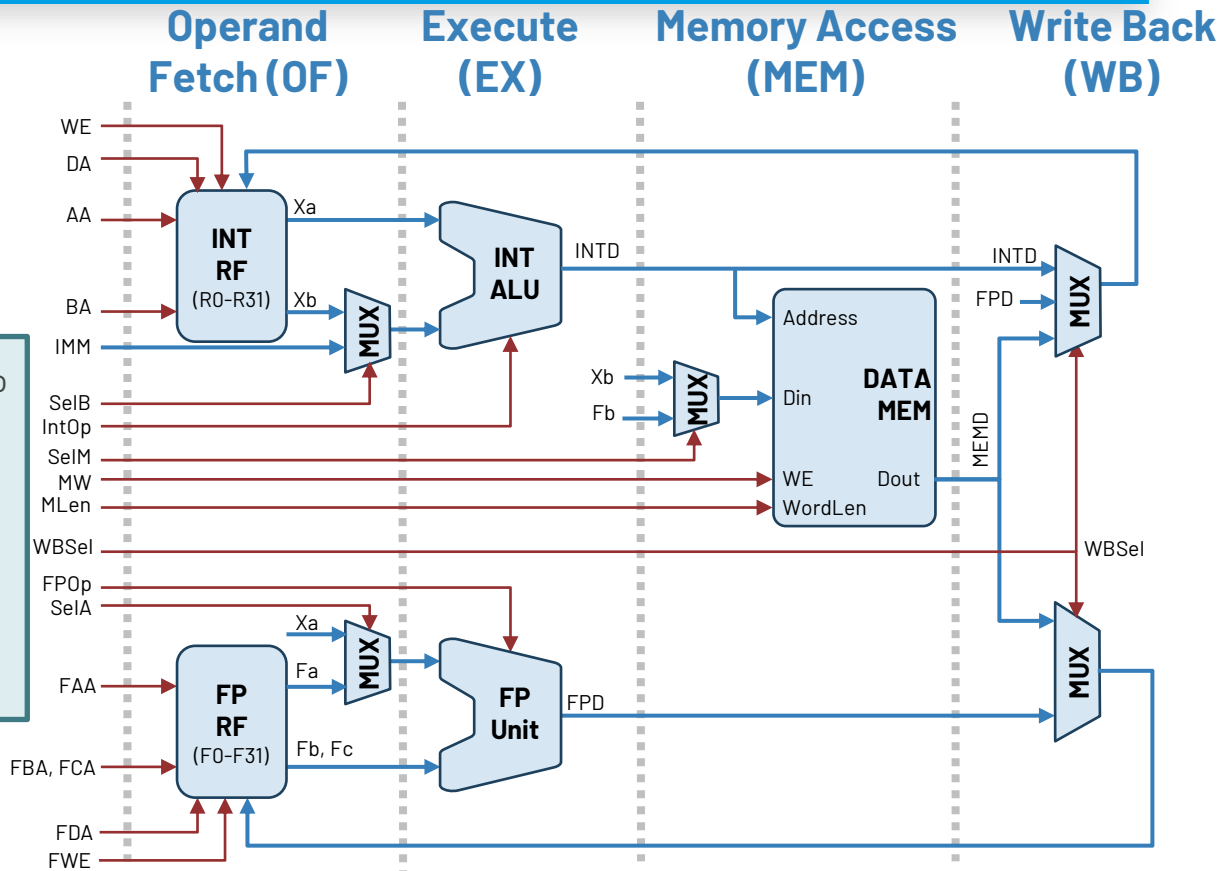 Operand
Fetch (OF)
Execute
(EX)
Memory Access
(MEM)
Write Back
(WB)
WE
DA
AA
BA
IMM
SelB
IntOp
SelM
MW
MLen
WBSel
FPOp
SelA
FAA
FBA, FCA
FDA
FWE
INT
RF
(R0-R31)
Xa
Xb
MUX
INT
ALU
INTD
Xb
Fb
MUX
Address
Din
DATA
MEM
WE
Dout
WordLen
MEMD
INTD
FPD
MUX
WBSel
Xa
Fa
MUX
FP
RF
(F0-F31)
Fb, Fc
FP
Unit
FPD
MUX